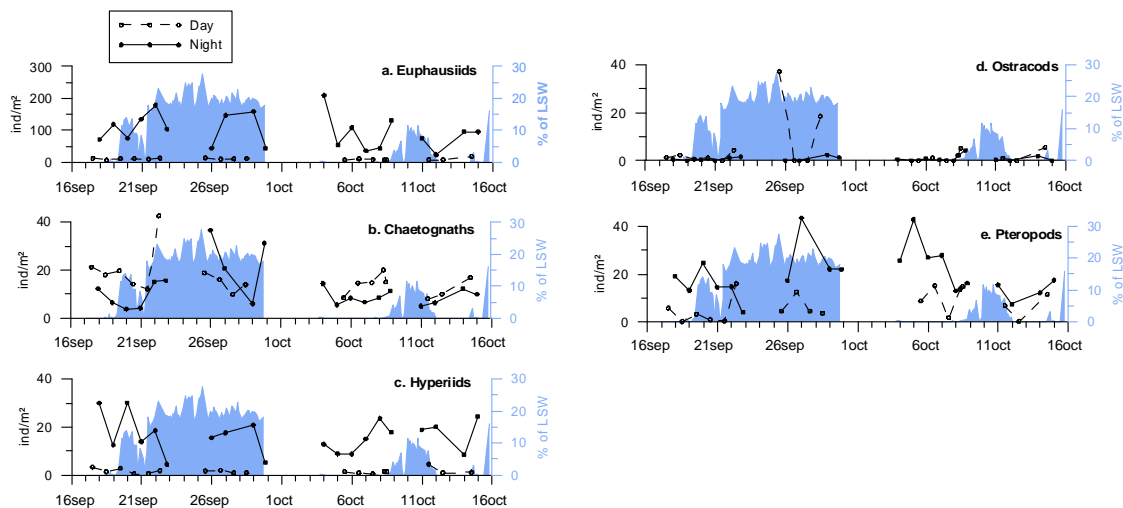 Day
Night
a. Euphausiids
300
200
100
0
ind/m²
30
20
10
0
% of LSW
16sep
21sep
26sep
1oct
6oct
11oct
16oct
b. Chaetognaths
40
20
0
ind/m²
30
20
10
0
% of LSW
16sep
21sep
26sep
1oct
6oct
11oct
16oct
c. Hyperiids
40
20
0
ind/m²
30
20
10
0
% of LSW
16sep
21sep
26sep
1oct
6oct
11oct
16oct
d. Ostracods
40
20
0
ind/m²
30
20
10
0
% of LSW
16sep
21sep
26sep
1oct
6oct
11oct
16oct
e. Pteropods
40
20
0
ind/m²
30
20
10
0
% of LSW
16sep
21sep
26sep
1oct
6oct
11oct
16oct